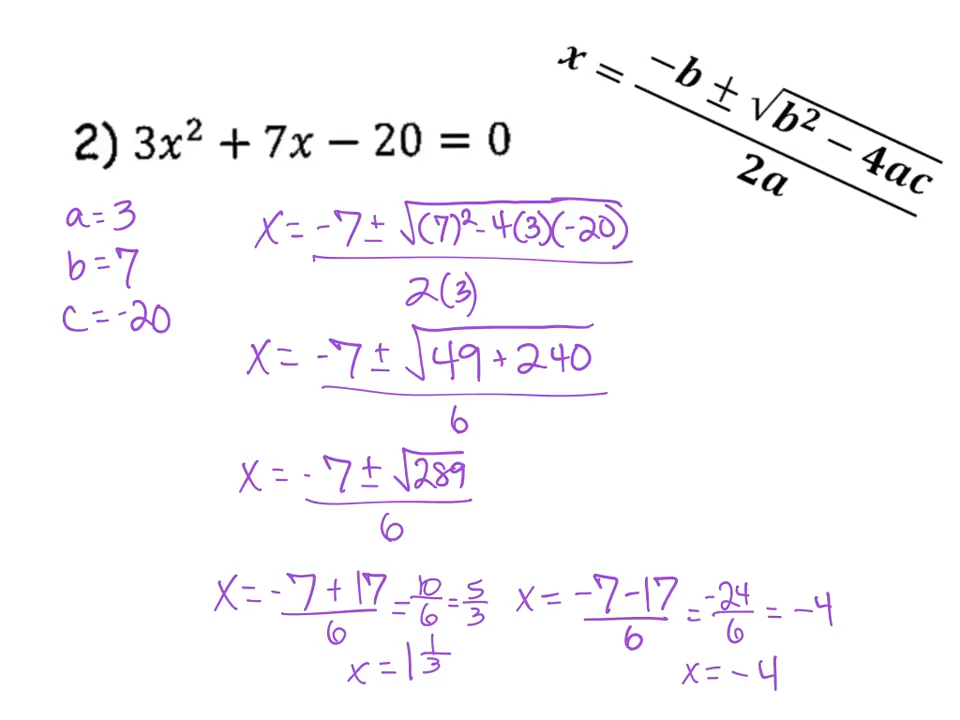 x = (-b ± √(b² - 4ac)) / 2a
2) 3x² + 7x − 20 = 0
a = 3
b = 7
c = -20
x = (-7 ± √((7)² - 4(3)(-20))) / 2(3)
x = (-7 ± √(49 + 240)) / 6
x = (-7 ± √289) / 6
x = (-7 + 17) / 6 = 10/6 = 5/3
x = 1 1/3
x = (-7 - 17) / 6 = -24/6 = -4
x = -4